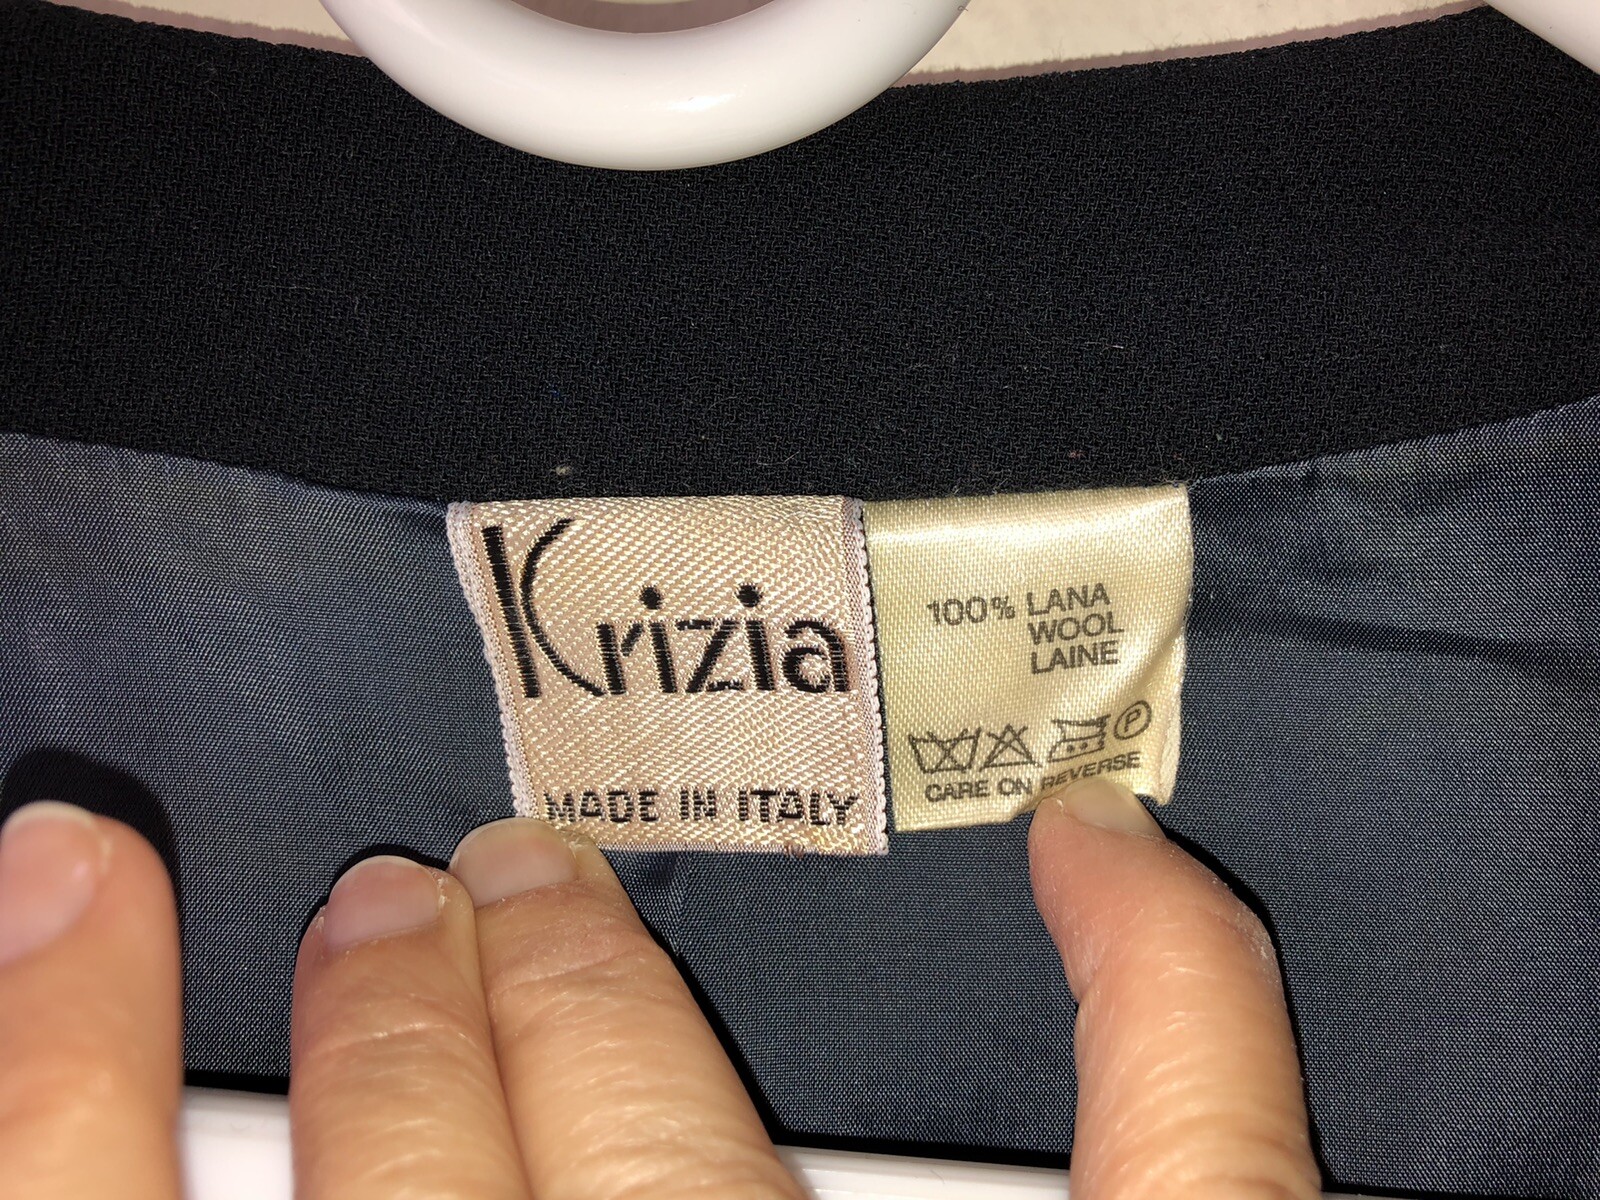 Krizia
MADE IN ITALY
100% LANA
WOOL
LAINE
P
CARE ON REVERSE